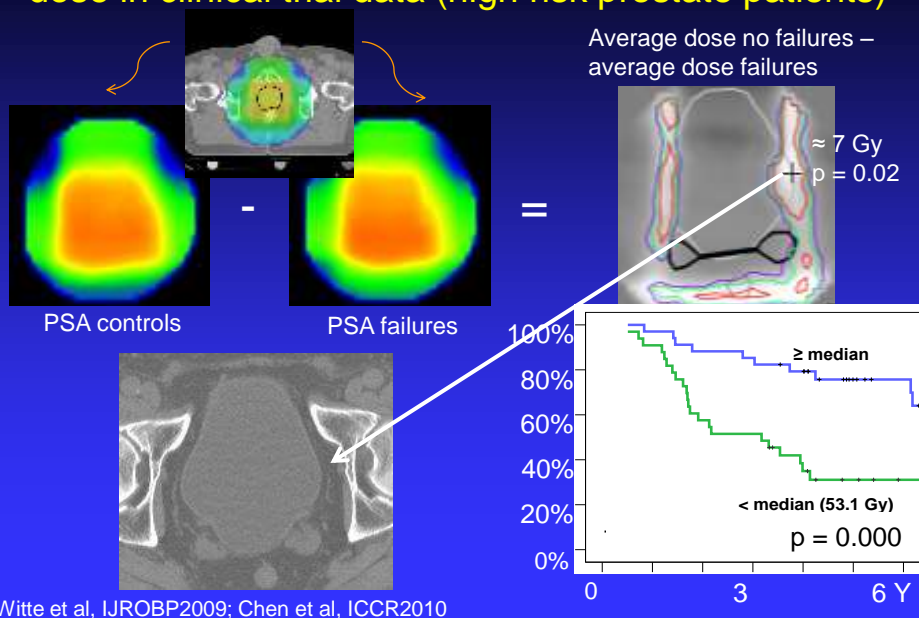 dose in clinical trial data (high risk prostate patients)
Average dose no failures –
average dose failures
≈ 7 Gy
p = 0.02
-
=
PSA controls
PSA failures
100%
80%
60%
40%
20%
0%
≥ median
< median (53.1 Gy)
p = 0.000
0
3
6 Y
Witte et al, IJROBP2009; Chen et al, ICCR2010